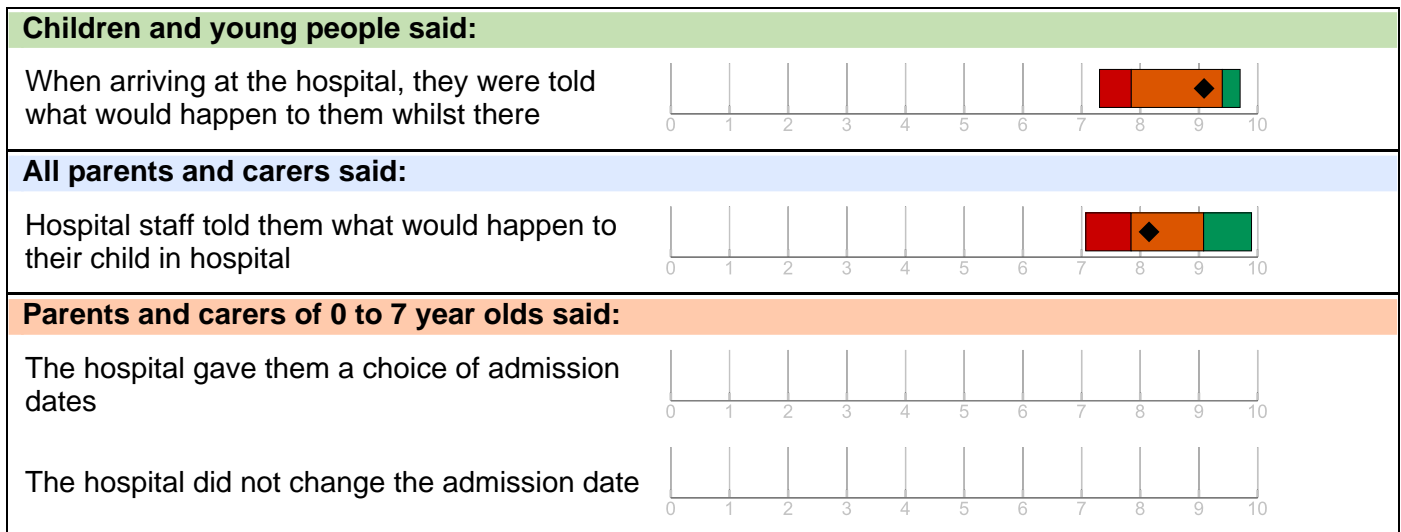 Children and young people said:
When arriving at the hospital, they were told
what would happen to them whilst there
0 1 2 3 4 5 6 7 8 9 10
All parents and carers said:
Hospital staff told them what would happen to
their child in hospital
0 1 2 3 4 5 6 7 8 9 10
Parents and carers of 0 to 7 year olds said:
The hospital gave them a choice of admission
dates
0 1 2 3 4 5 6 7 8 9 10
The hospital did not change the admission date
0 1 2 3 4 5 6 7 8 9 10